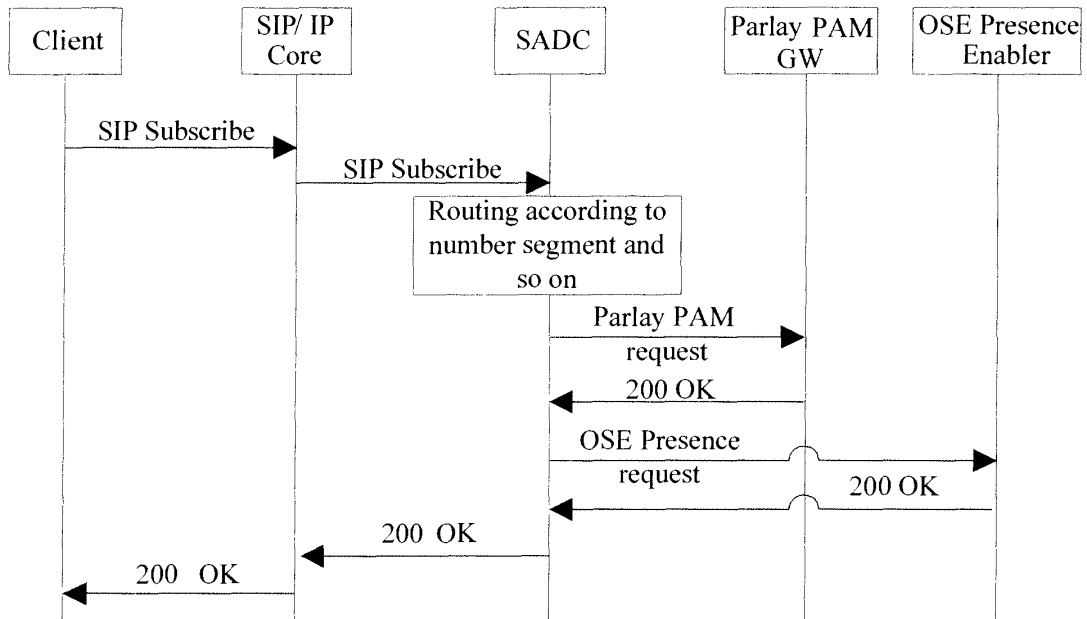 Client
SIP/ IP
Core
SADC
Parlay PAM
GW
OSE Presence
Enabler
SIP Subscribe
SIP Subscribe
Routing according to
number segment and
so on
Parlay PAM
request
200 OK
OSE Presence
request
200 OK
200 OK
200 OK